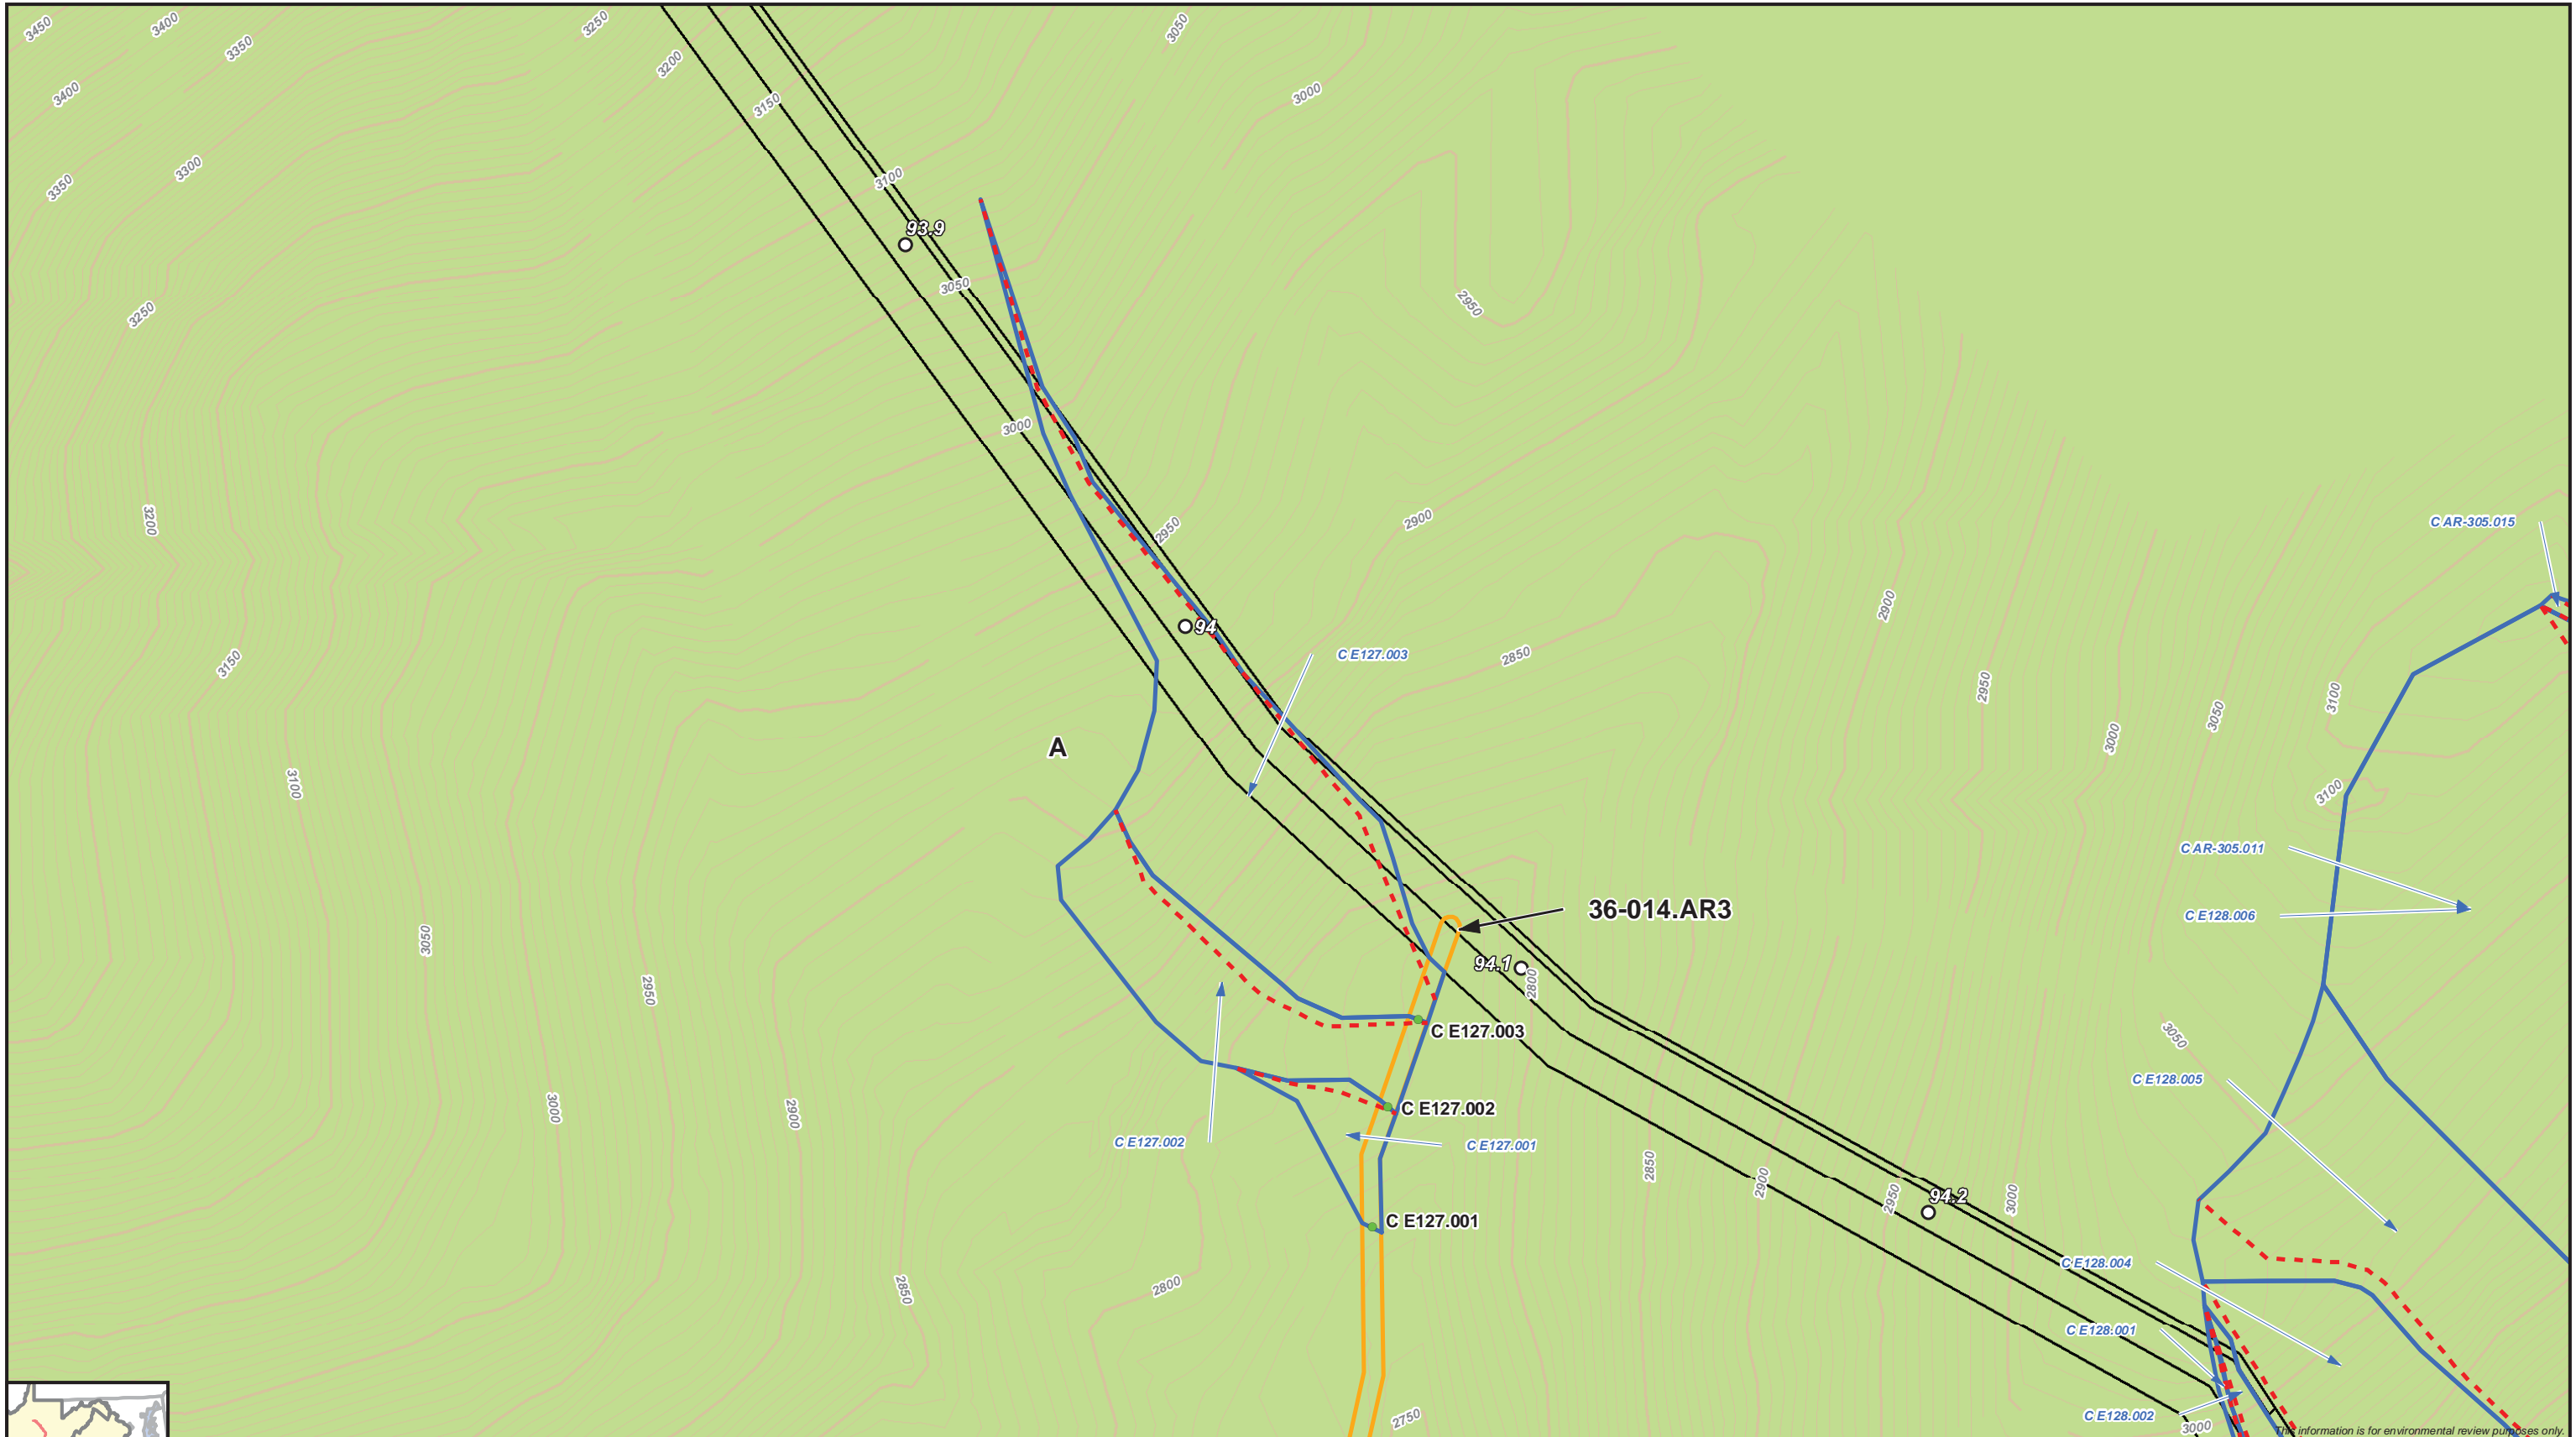 3450
3400
3350
3250
3200
3050
3400
3150
3000
3350
3300
3100
93.9
3250
3050
2950
3000
3200
2950
2900
C AR-305.015
2900
94
C E127.003
2850
3150
2950
3100
3050
3000
A
3100
3100
C AR-305.011
36-014.AR3
C E128.006
3050
94.1
2950
2800
C E127.003
3050
C E128.005
3000
2900
C E127.002
C E127.002
C E127.001
2850
2900
2950
94.2
3000
C E127.001
C E128.004
2850
2800
C E128.001
2750
C E128.002
3000
This information is for environmental review purposes only.